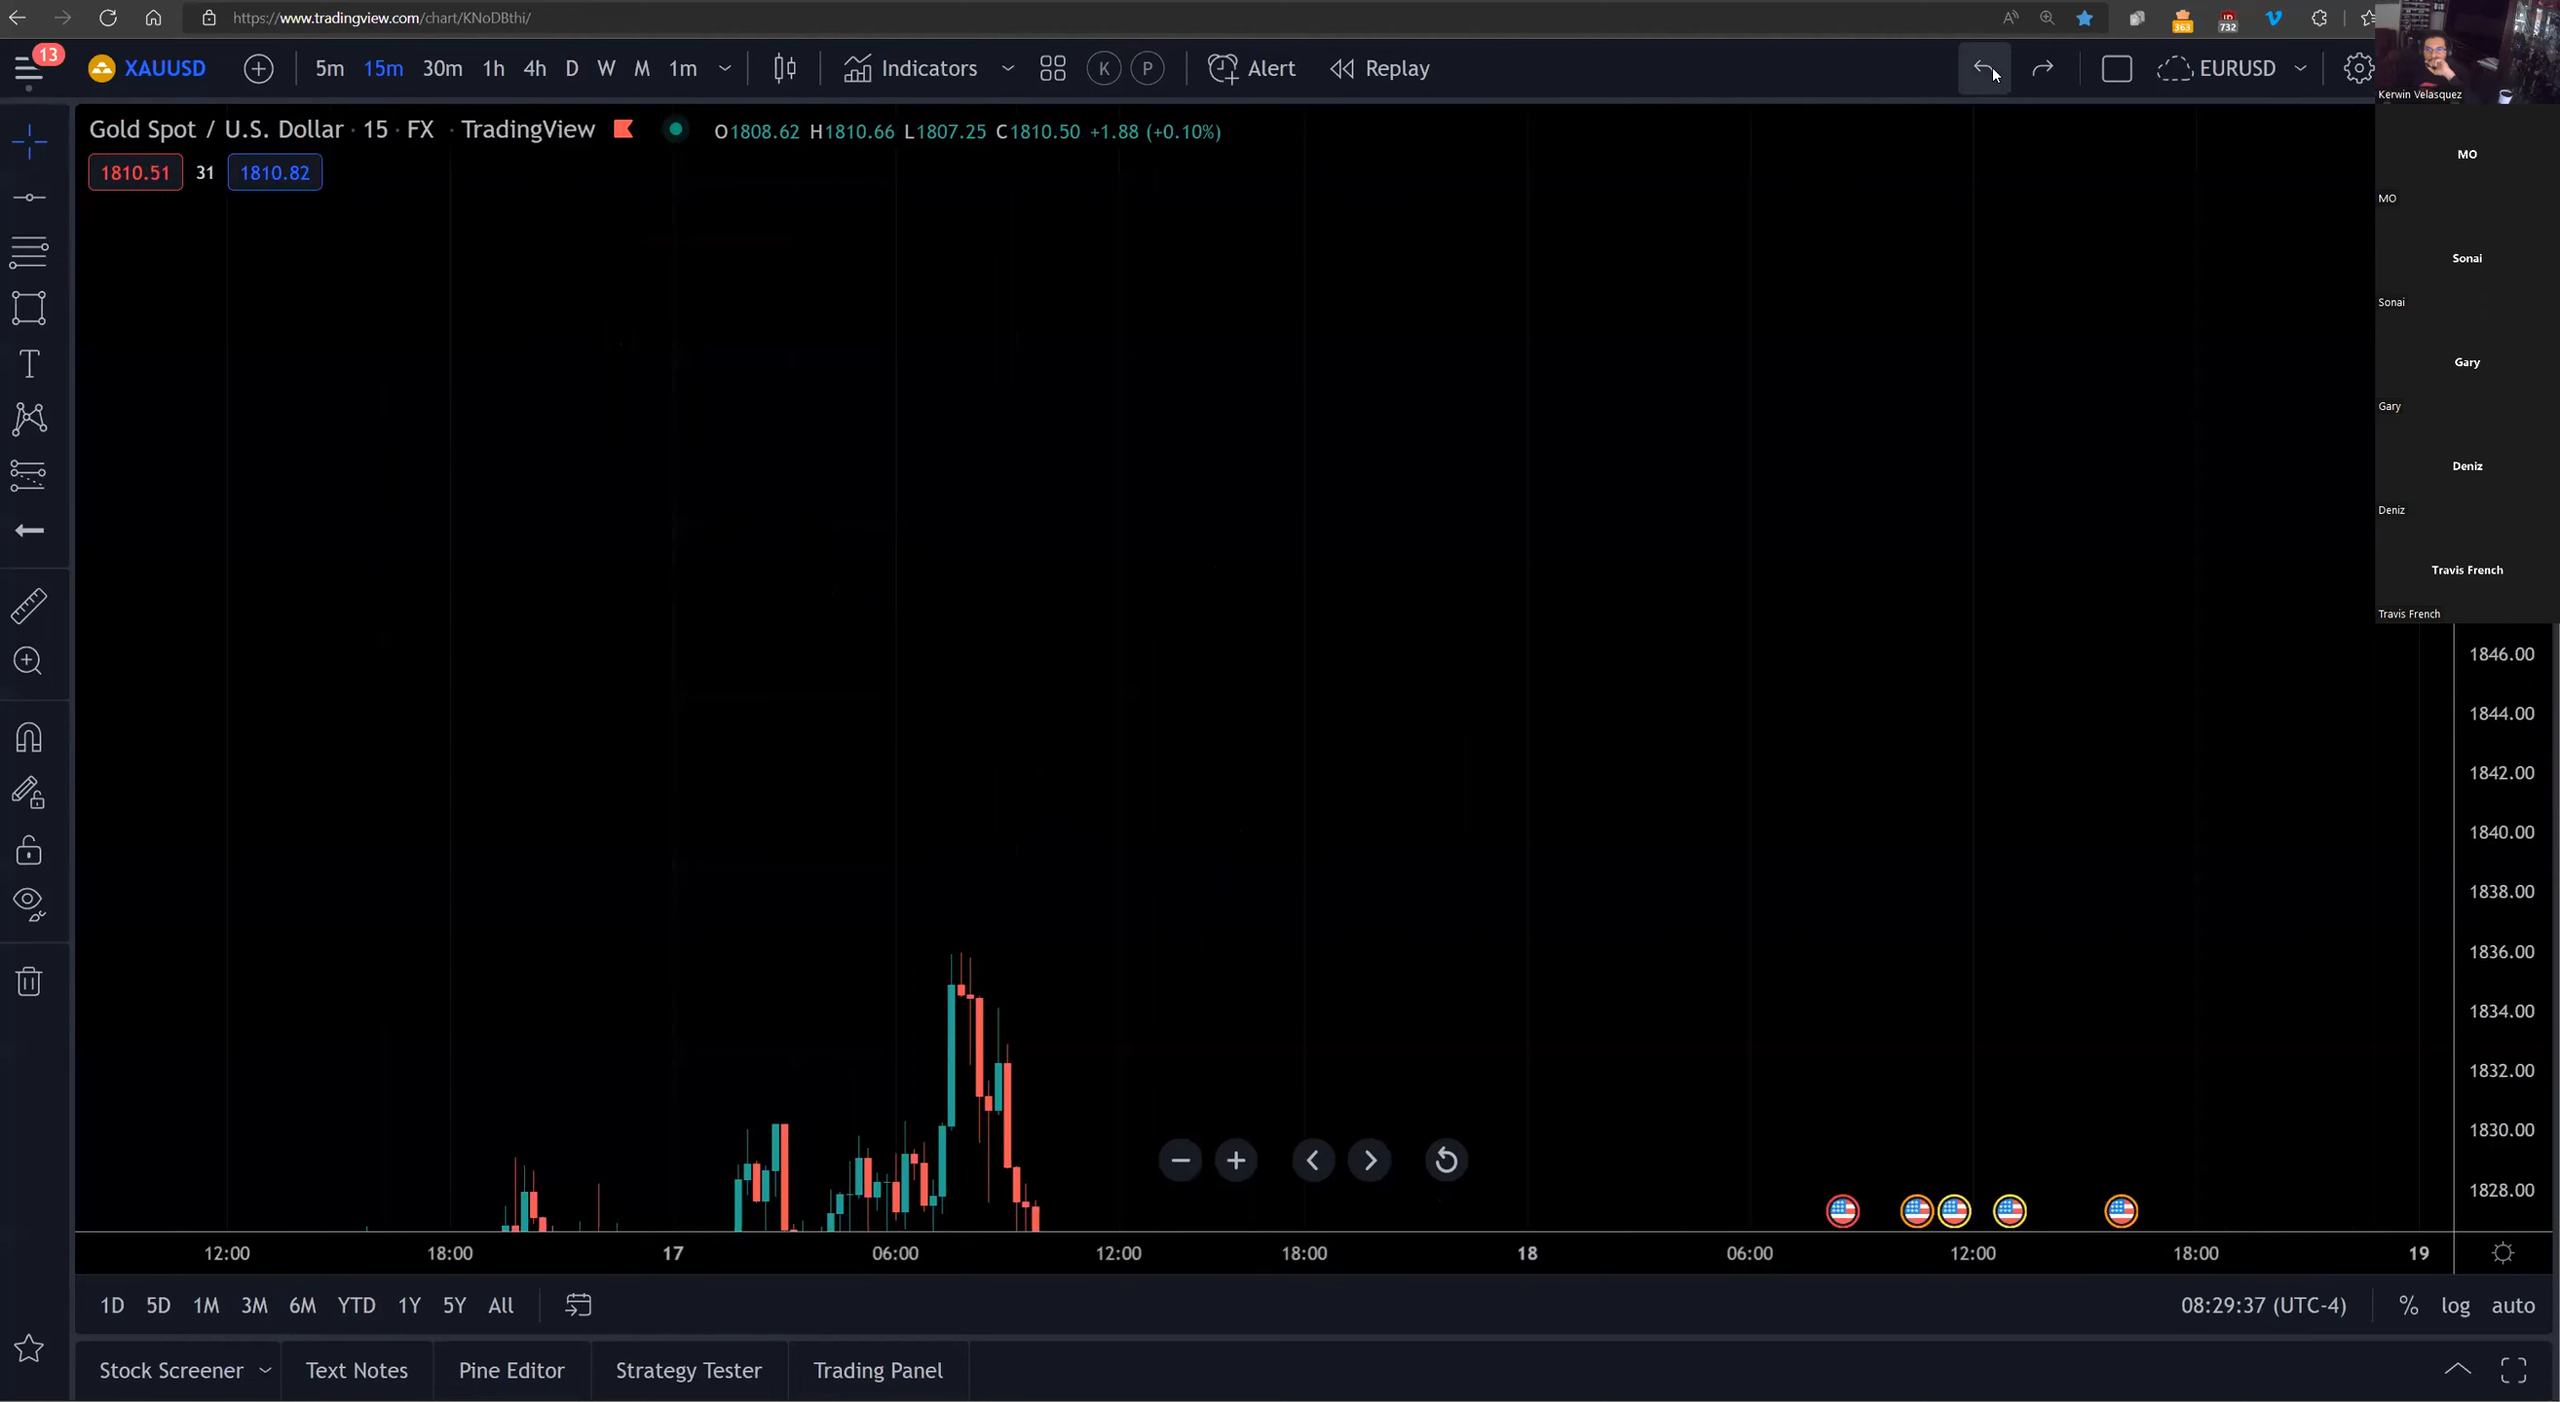 https://www.tradingview.com/chart/KNoDBthi/
363
732
13
XAUUSD
5m 15m 30m 1h 4h D W M 1m
Indicators
K P
Alert
Replay
EURUSD
Kerwin Velasquez
Gold Spot / U.S. Dollar · 15 · FX · TradingView
O1808.62 H1810.66 L1807.25 C1810.50 +1.88 (+0.10%)
1810.51 31 1810.82
T
MO
MO
Sonai
Sonai
Gary
Gary
Deniz
Deniz
Travis French
Travis French
1846.00
1844.00
1842.00
1840.00
1838.00
1836.00
1834.00
1832.00
1830.00
1828.00
12:00 18:00 17 06:00 12:00 18:00 18 06:00 12:00 18:00 19
1D 5D 1M 3M 6M YTD 1Y 5Y All
08:29:37 (UTC-4) % log auto
Stock Screener Text Notes Pine Editor Strategy Tester Trading Panel